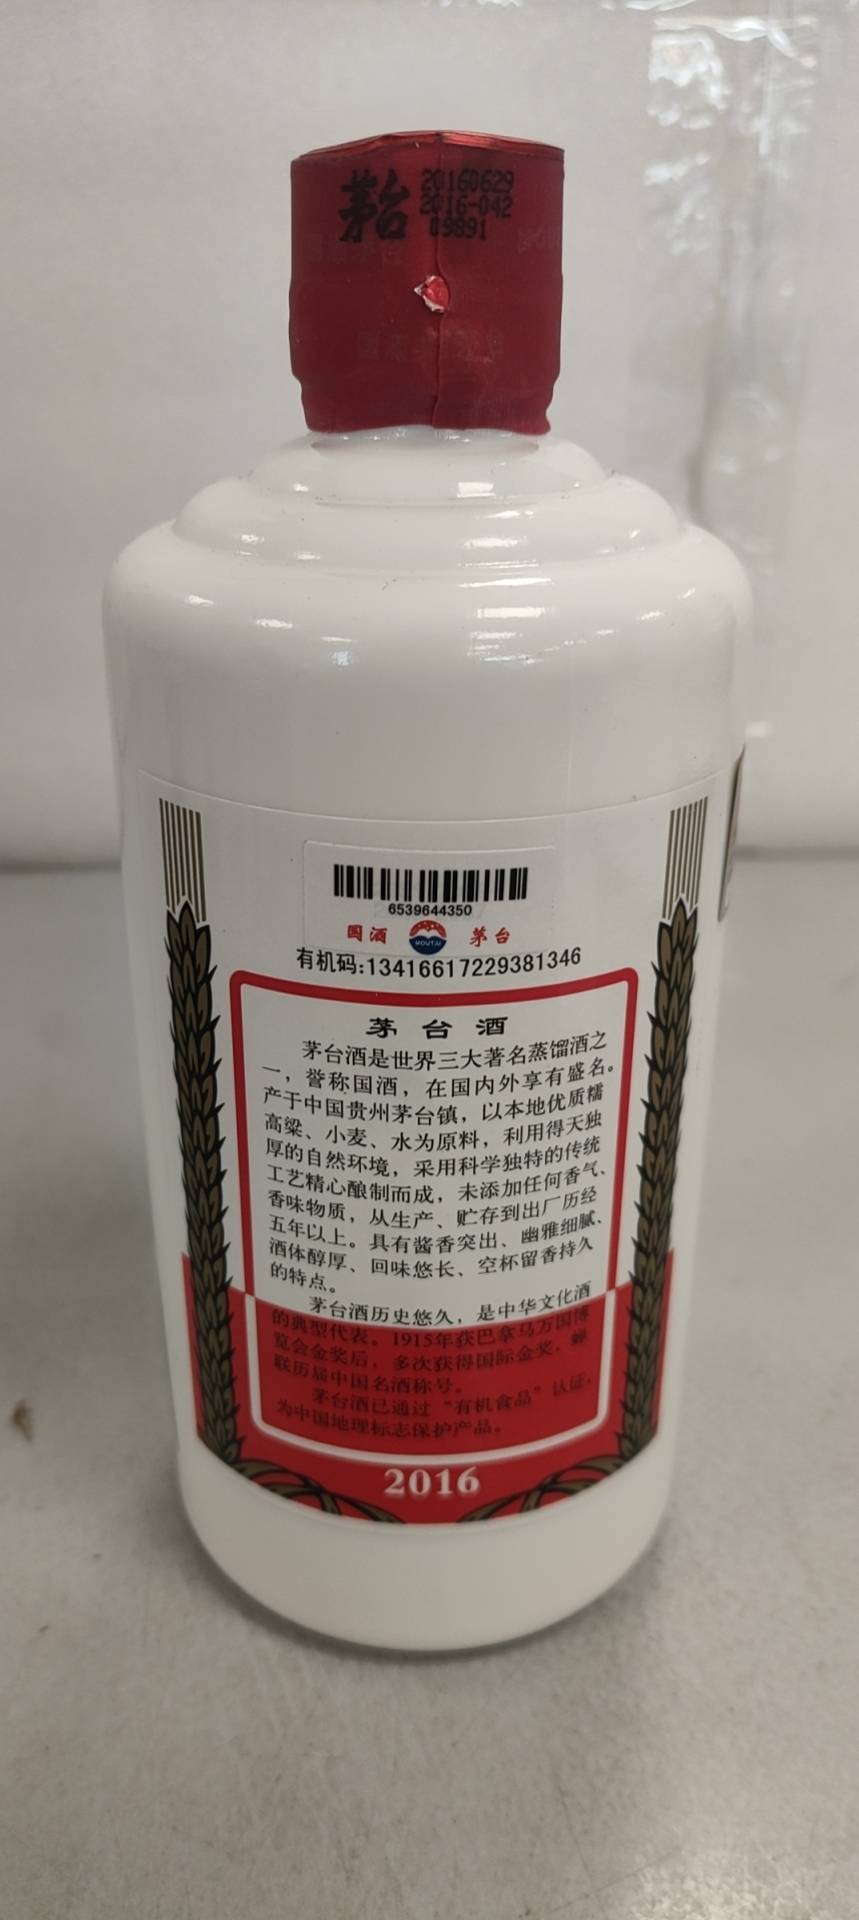 茅台
20160629
2016-042
09891
6539644350
国酒
MOUTAI
茅台
有机码:13416617229381346
茅台酒
茅台酒是世界三大著名蒸馏酒之
一，誉称国酒，在国内外享有盛名。
产于中国贵州茅台镇，以本地优质糯
高粱、小麦、水为原料，利用得天独
厚的自然环境，采用科学独特的传统
工艺精心酿制而成，未添加任何香气、
香味物质，从生产、贮存到出厂历经
五年以上。具有酱香突出、幽雅细腻、
酒体醇厚、回味悠长、空杯留香持久
的特点。
茅台酒历史悠久，是中华文化酒
的典型代表。1915年获巴拿马万国博
览会金奖后，多次获得国际金奖，蝉
联历届中国名酒称号。
茅台酒已通过“有机食品”认证，
为中国地理标志保护产品。
2016